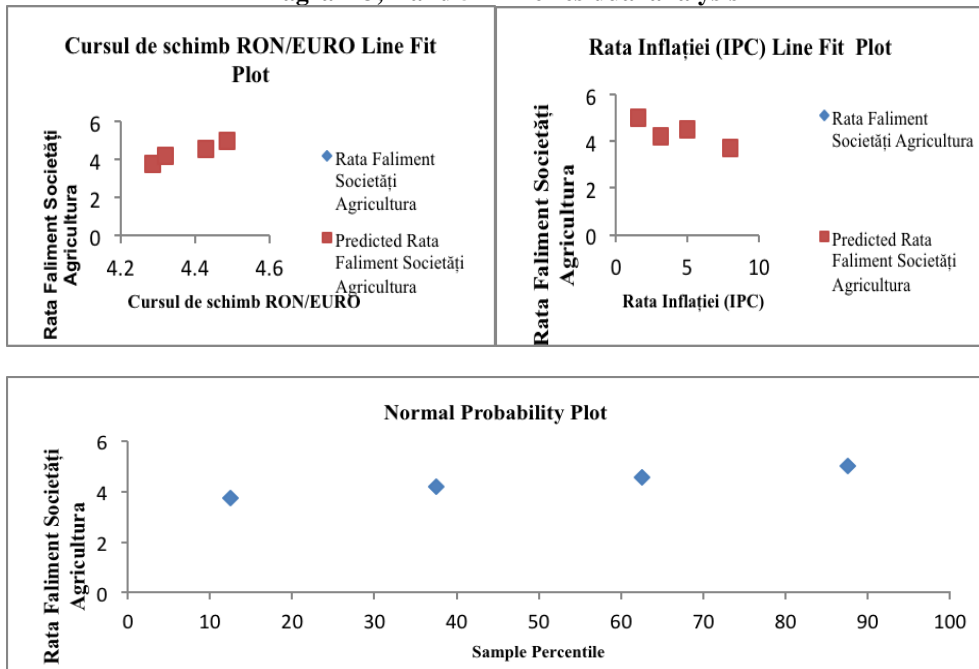 Cursul de schimb RON/EURO Line Fit
Plot
Rata Faliment Societăți
Agricultura
6
4
2
0
4.2 4.4 4.6
Cursul de schimb RON/EURO
Rata Faliment
Societăți
Agricultura
Predicted Rata
Faliment Societăți
Agricultura
Rata Inflației (IPC) Line Fit Plot
Rata Faliment Societăți
Agricultura
6
4
2
0
0 5 10
Rata Inflației (IPC)
Rata Faliment
Societăți Agricultura
Predicted Rata
Faliment Societăți
Agricultura
Normal Probability Plot
Rata Faliment Societăți
Agricultura
6
4
2
0
0 10 20 30 40 50 60 70 80 90 100
Sample Percentile